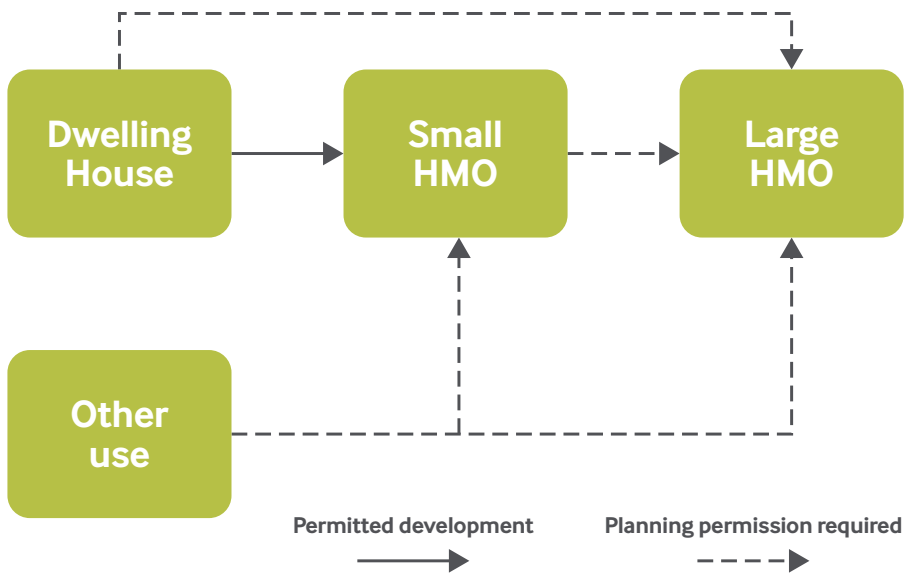 Dwelling
House
Small
HMO
Large
HMO
Other
use
Permitted development
Planning permission required